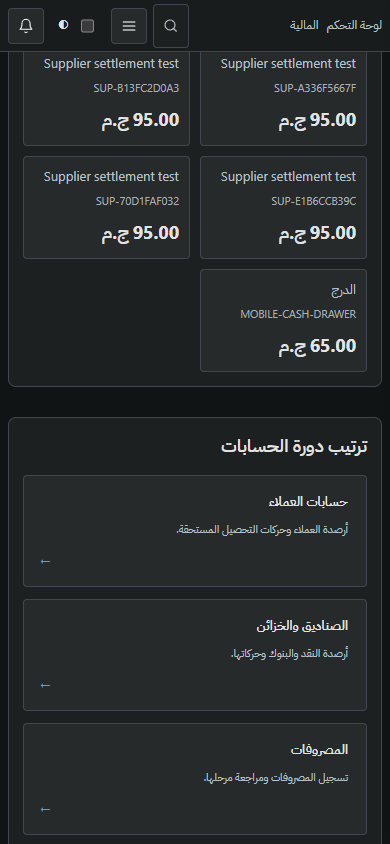 لوحة التحكم المالية
Supplier settlement test
SUP-A336F5667F
95.00 ج.م
Supplier settlement test
SUP-B13FC2D0A3
95.00 ج.م
Supplier settlement test
SUP-E1B6CCB39C
95.00 ج.م
Supplier settlement test
SUP-70D1FAF032
95.00 ج.م
الدرج
MOBILE-CASH-DRAWER
65.00 ج.م
ترتيب دورة الحسابات
حسابات العملاء
أرصدة العملاء وحركات التحصيل المستحقة.
←
الصناديق والخزائن
أرصدة النقد والبنوك وحركاتها.
←
المصروفات
تسجيل المصروفات ومراجعة مرحلها.
←